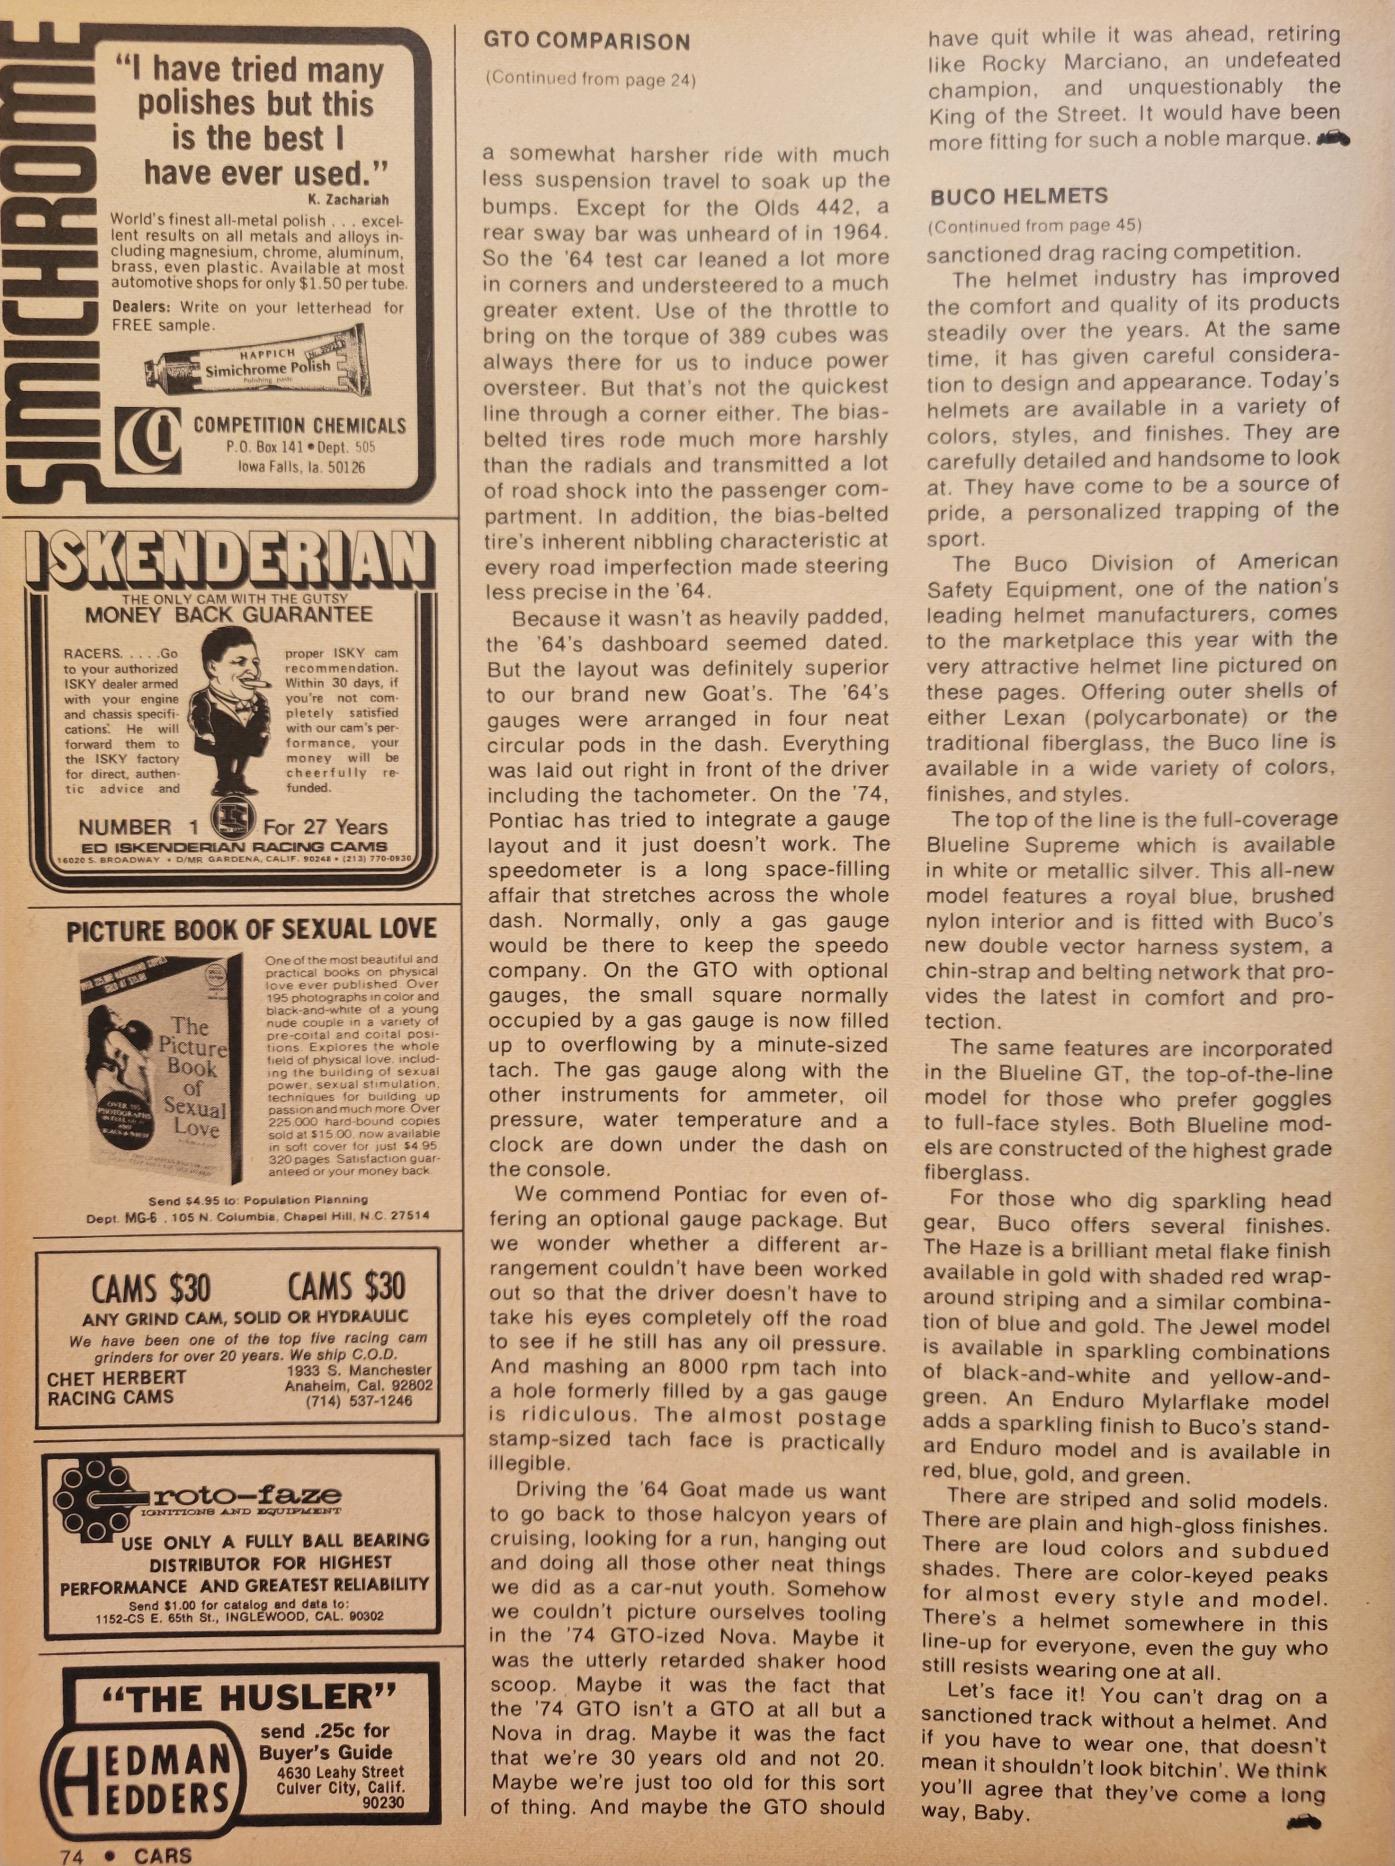 SIMICHROME
“I have tried many
polishes but this
is the best I
have ever used.”
K. Zachariah
World's finest all-metal polish . . . excel-
lent results on all metals and alloys in-
cluding magnesium, chrome, aluminum,
brass, even plastic. Available at most
automotive shops for only $1.50 per tube.
Dealers: Write on your letterhead for
FREE sample.
HAPPICH
Simichrome Polish
Polishing paste
COMPETITION CHEMICALS
P.O. Box 141 • Dept. 505
Iowa Falls, Ia. 50126
ISKENDERIAN
THE ONLY CAM WITH THE GUTSY
MONEY BACK GUARANTEE
RACERS. . . . .Go
to your authorized
ISKY dealer armed
with your engine
and chassis specifi-
cations. He will
forward them to
the ISKY factory
for direct, authen-
tic advice and
proper ISKY cam
recommendation.
Within 30 days, if
you're not com-
pletely satisfied
with our cam's per-
formance, your
money will be
cheerfully re-
funded.
NUMBER 1 For 27 Years
ED ISKENDERIAN RACING CAMS
16020 S. BROADWAY • D/MR GARDENA, CALIF. 90248 • (213) 770-0930
PICTURE BOOK OF SEXUAL LOVE
The
Picture
Book
of
Sexual
Love
One of the most beautiful and
practical books on physical
love ever published. Over
195 photographs in color and
black-and-white of a young
nude couple in a variety of
pre-coital and coital posi-
tions. Explores the whole
field of physical love, includ-
ing the building of sexual
power, sexual stimulation,
techniques for building up
passion and much more. Over
225,000 hard-bound copies
sold at $15.00, now available
in soft cover for just $4.95.
320 pages. Satisfaction guar-
anteed or your money back.
Send $4.95 to: Population Planning
Dept. MG-6 , 105 N. Columbia, Chapel Hill, N.C. 27514
CAMS $30 CAMS $30
ANY GRIND CAM, SOLID OR HYDRAULIC
We have been one of the top five racing cam
grinders for over 20 years. We ship C.O.D.
CHET HERBERT
RACING CAMS
1933 S. Manchester
Anaheim, Cal. 92802
(714) 537-1246
roto-faze
IGNITIONS AND EQUIPMENT
USE ONLY A FULLY BALL BEARING
DISTRIBUTOR FOR HIGHEST
PERFORMANCE AND GREATEST RELIABILITY
Send $1.00 for catalog and data to:
1152-CS E. 65th St., INGLEWOOD, CAL. 90302
“THE HUSLER”
HEDMAN
HEDDERS
send .25c for
Buyer's Guide
4630 Leahy Street
Culver City, Calif.
90230
74 • CARS
GTO COMPARISON
(Continued from page 24)
a somewhat harsher ride with much
less suspension travel to soak up the
bumps. Except for the Olds 442, a
rear sway bar was unheard of in 1964.
So the '64 test car leaned a lot more
in corners and understeered to a much
greater extent. Use of the throttle to
bring on the torque of 389 cubes was
always there for us to induce power
oversteer. But that's not the quickest
line through a corner either. The bias-
belted tires rode much more harshly
than the radials and transmitted a lot
of road shock into the passenger com-
partment. In addition, the bias-belted
tire's inherent nibbling characteristic at
every road imperfection made steering
less precise in the '64.
Because it wasn't as heavily padded,
the '64's dashboard seemed dated.
But the layout was definitely superior
to our brand new Goat's. The '64's
gauges were arranged in four neat
circular pods in the dash. Everything
was laid out right in front of the driver
including the tachometer. On the '74,
Pontiac has tried to integrate a gauge
layout and it just doesn't work. The
speedometer is a long space-filling
affair that stretches across the whole
dash. Normally, only a gas gauge
would be there to keep the speedo
company. On the GTO with optional
gauges, the small square normally
occupied by a gas gauge is now filled
up to overflowing by a minute-sized
tach. The gas gauge along with the
other instruments for ammeter, oil
pressure, water temperature and a
clock are down under the dash on
the console.
We commend Pontiac for even of-
fering an optional gauge package. But
we wonder whether a different ar-
rangement couldn't have been worked
out so that the driver doesn't have to
take his eyes completely off the road
to see if he still has any oil pressure.
And mashing an 8000 rpm tach into
a hole formerly filled by a gas gauge
is ridiculous. The almost postage
stamp-sized tach face is practically
illegible.
Driving the '64 Goat made us want
to go back to those halcyon years of
cruising, looking for a run, hanging out
and doing all those other neat things
we did as a car-nut youth. Somehow
we couldn't picture ourselves tooling
in the '74 GTO-ized Nova. Maybe it
was the utterly retarded shaker hood
scoop. Maybe it was the fact that
the '74 GTO isn't a GTO at all but a
Nova in drag. Maybe it was the fact
that we're 30 years old and not 20.
Maybe we're just too old for this sort
of thing. And maybe the GTO should
have quit while it was ahead, retiring
like Rocky Marciano, an undefeated
champion, and unquestionably the
King of the Street. It would have been
more fitting for such a noble marque.
BUCO HELMETS
(Continued from page 45)
sanctioned drag racing competition.
The helmet industry has improved
the comfort and quality of its products
steadily over the years. At the same
time, it has given careful considera-
tion to design and appearance. Today's
helmets are available in a variety of
colors, styles, and finishes. They are
carefully detailed and handsome to look
at. They have come to be a source of
pride, a personalized trapping of the
sport.
The Buco Division of American
Safety Equipment, one of the nation's
leading helmet manufacturers, comes
to the marketplace this year with the
very attractive helmet line pictured on
these pages. Offering outer shells of
either Lexan (polycarbonate) or the
traditional fiberglass, the Buco line is
available in a wide variety of colors,
finishes, and styles.
The top of the line is the full-coverage
Blueline Supreme which is available
in white or metallic silver. This all-new
model features a royal blue, brushed
nylon interior and is fitted with Buco's
new double vector harness system, a
chin-strap and belting network that pro-
vides the latest in comfort and pro-
tection.
The same features are incorporated
in the Blueline GT, the top-of-the-line
model for those who prefer goggles
to full-face styles. Both Blueline mod-
els are constructed of the highest grade
fiberglass.
For those who dig sparkling head
gear, Buco offers several finishes.
The Haze is a brilliant metal flake finish
available in gold with shaded red wrap-
around striping and a similar combina-
tion of blue and gold. The Jewel model
is available in sparkling combinations
of black-and-white and yellow-and-
green. An Enduro Mylarflake model
adds a sparkling finish to Buco's stand-
ard Enduro model and is available in
red, blue, gold, and green.
There are striped and solid models.
There are plain and high-gloss finishes.
There are loud colors and subdued
shades. There are color-keyed peaks
for almost every style and model.
There's a helmet somewhere in this
line-up for everyone, even the guy who
still resists wearing one at all.
Let's face it! You can't drag on a
sanctioned track without a helmet. And
if you have to wear one, that doesn't
mean it shouldn't look bitchin'. We think
you'll agree that they've come a long
way, Baby.